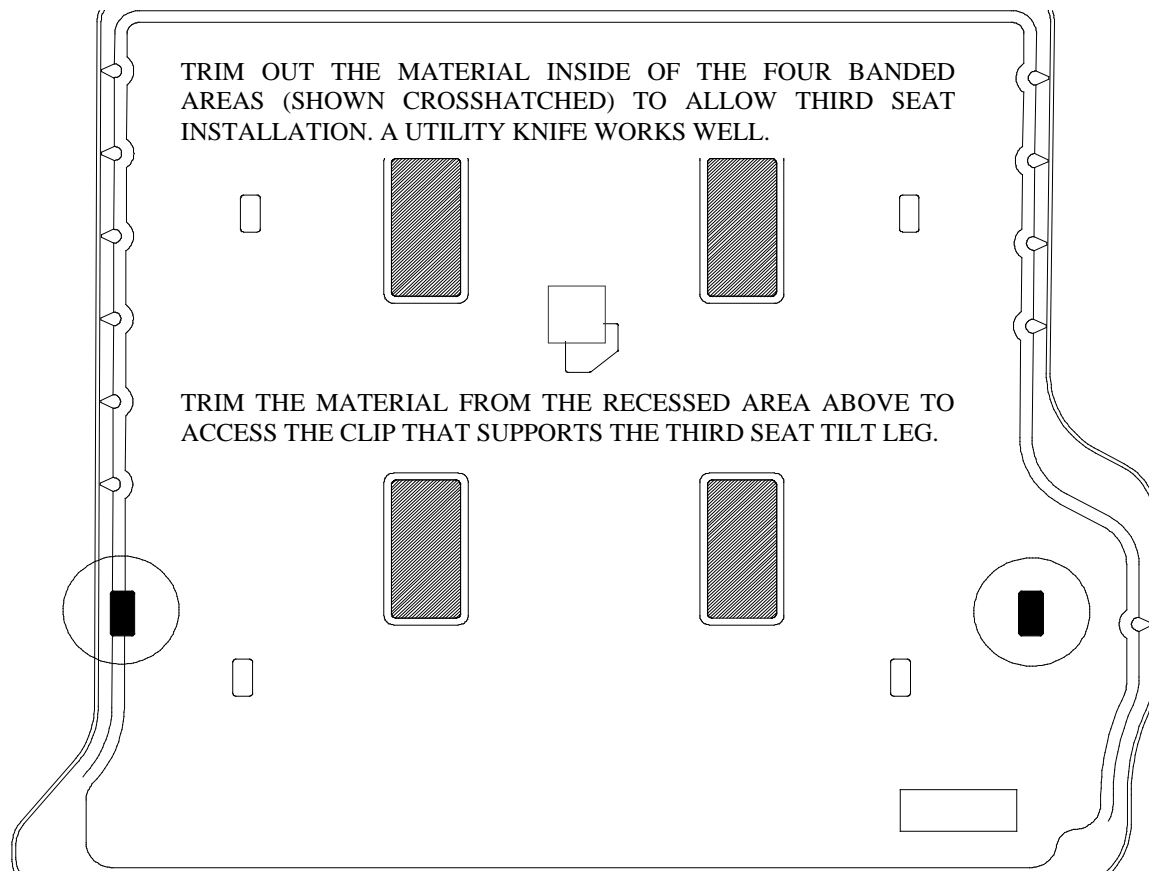 TRIM OUT THE MATERIAL INSIDE OF THE FOUR BANDED
AREAS (SHOWN CROSSHATCHED) TO ALLOW THIRD SEAT
INSTALLATION. A UTILITY KNIFE WORKS WELL.
TRIM THE MATERIAL FROM THE RECESSED AREA ABOVE TO
ACCESS THE CLIP THAT SUPPORTS THE THIRD SEAT TILT LEG.